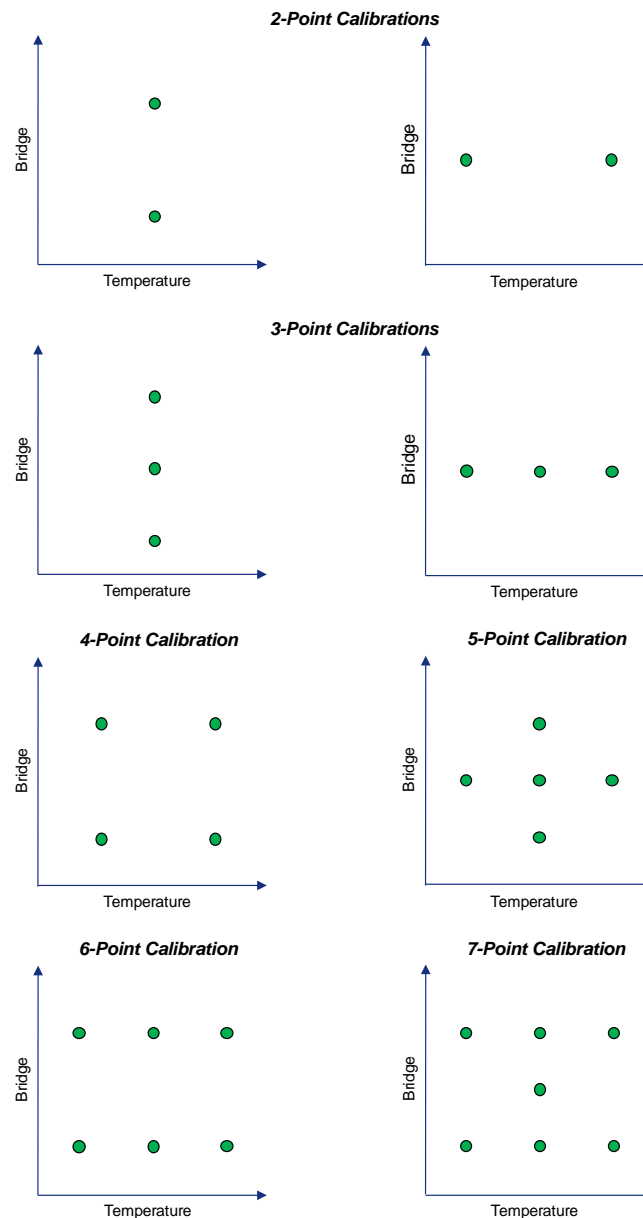 2-Point Calibrations
Bridge
Temperature
Bridge
Temperature
3-Point Calibrations
Bridge
Temperature
Bridge
Temperature
4-Point Calibration
Bridge
Temperature
5-Point Calibration
Bridge
Temperature
6-Point Calibration
Bridge
Temperature
7-Point Calibration
Bridge
Temperature